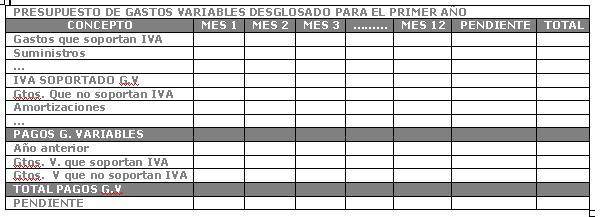 PRESUPUESTO DE GASTOS VARIABLES DESGLOSADO PARA EL PRIMER AÑO
CONCEPTO MES 1 MES 2 MES 3 ......... MES 12 PENDIENTE TOTAL
Gastos que soportan IVA
Suministros
...
IVA SOPORTADO G.V
Gtos. Que no soportan IVA
Amortizaciones
...
PAGOS G. VARIABLES
Año anterior
Gtos. V. que soportan IVA
Gtos. V que no soportan IVA
TOTAL PAGOS G.V
PENDIENTE